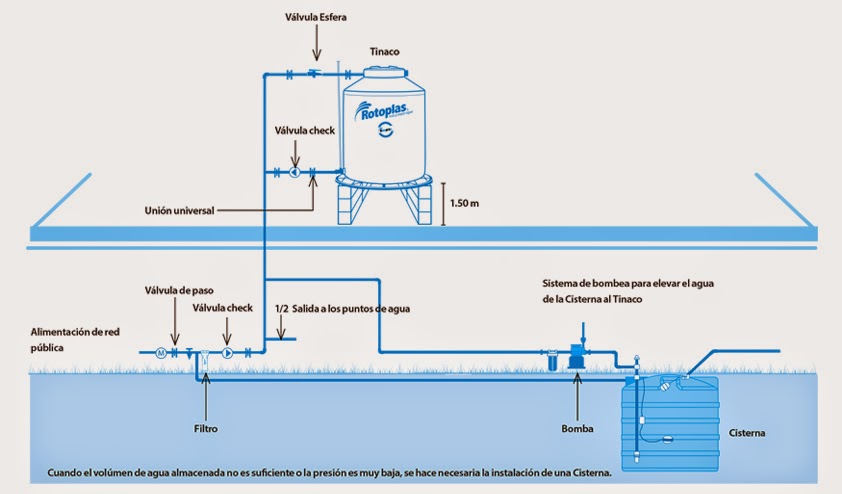 Válvula Esfera
Tinaco
Rotoplas
Válvula check
Unión universal
1.50 m
Válvula de paso
Válvula check
1/2 Salida a los puntos de agua
Sistema de bombea para elevar el agua
de la Cisterna al Tinaco
Alimentación de red
pública
M
Filtro
Bomba
Cisterna
Cuando el volúmen de agua almacenada no es suficiente o la presión es muy baja, se hace necesaria la instalación de una Cisterna.